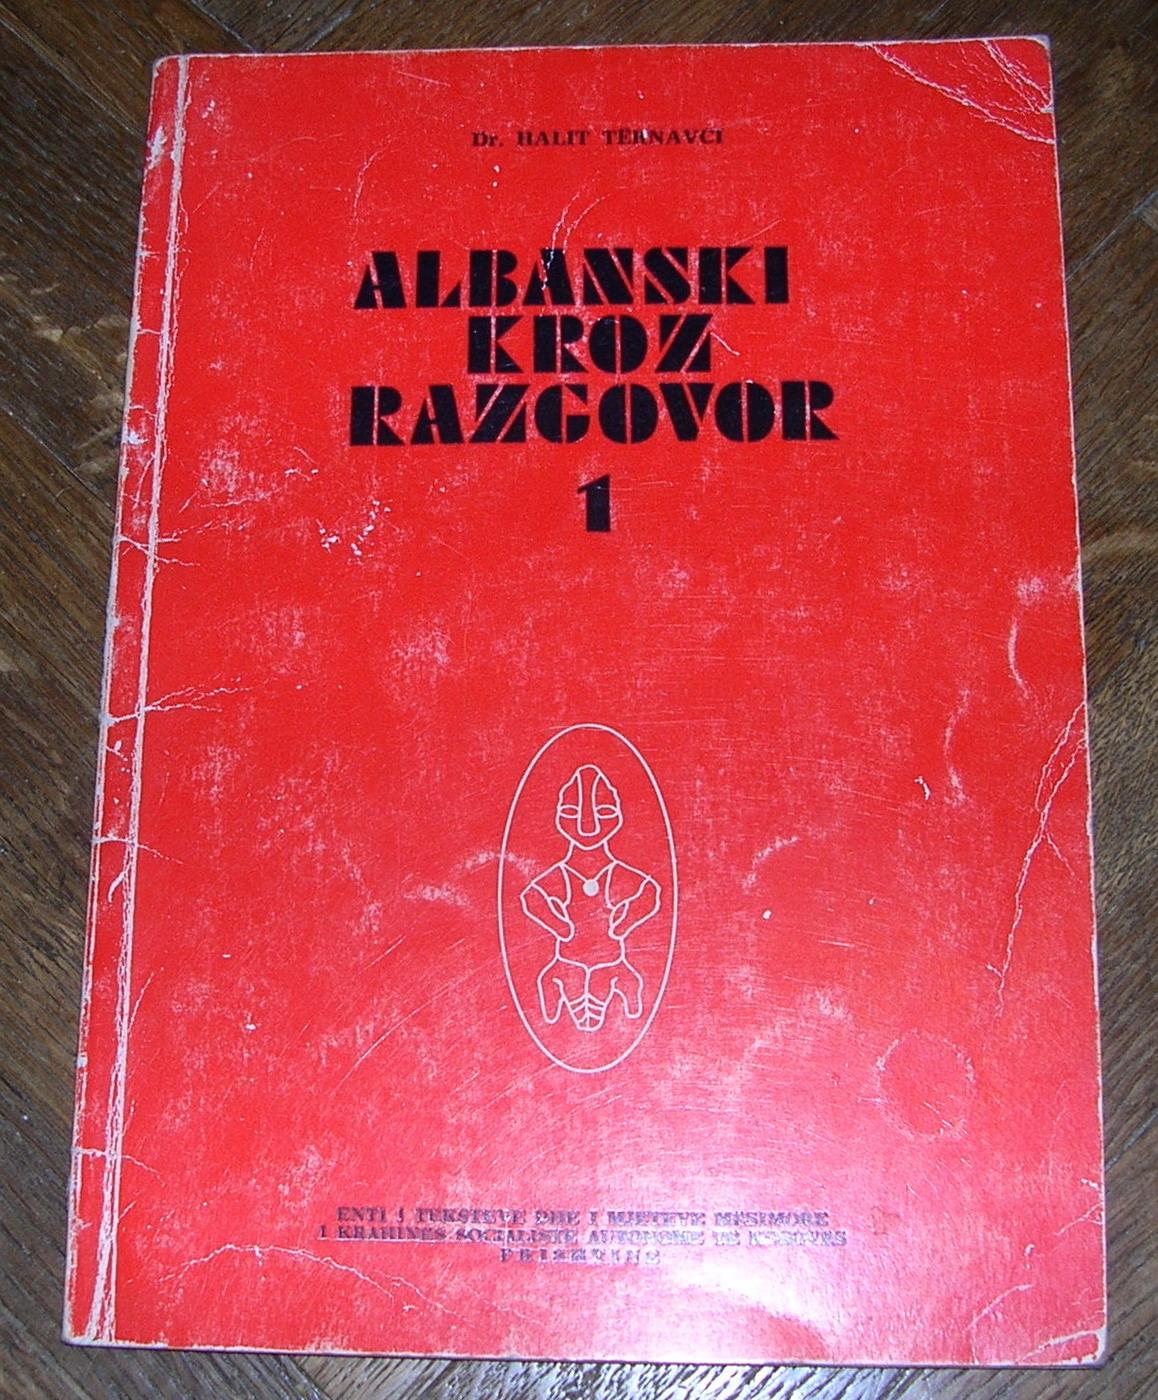 Dr. HALIT TËRNAVCI
ALBANSKI
KROZ
RAZGOVOR
1
ENTI I TEKSTEVE DHE I MJETEVE MËSIMORE
I KRAHINËS SOCIALISTE AUTONOME TË KOSOVËS
PRISHTINË